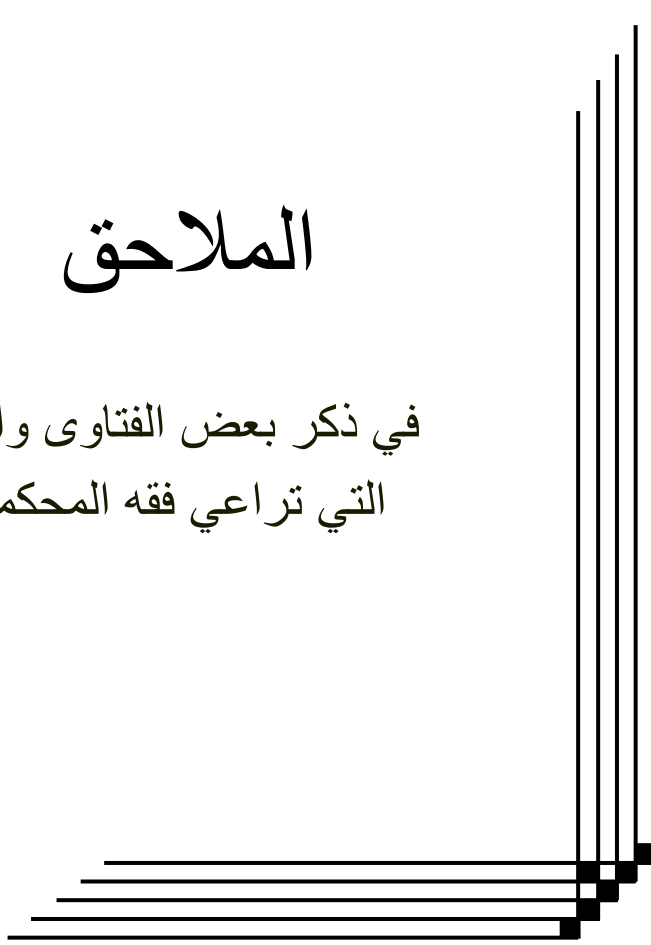 الملاحق
في ذكر بعض الفتاوى
التي تراعي فقه